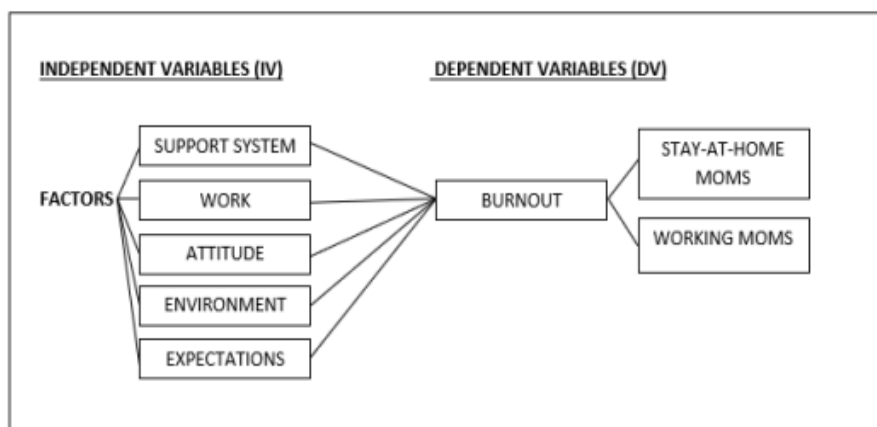 INDEPENDENT VARIABLES (IV)
DEPENDENT VARIABLES (DV)
FACTORS
SUPPORT SYSTEM
WORK
ATTITUDE
ENVIRONMENT
EXPECTATIONS
BURNOUT
STAY-AT-HOME
MOMS
WORKING MOMS